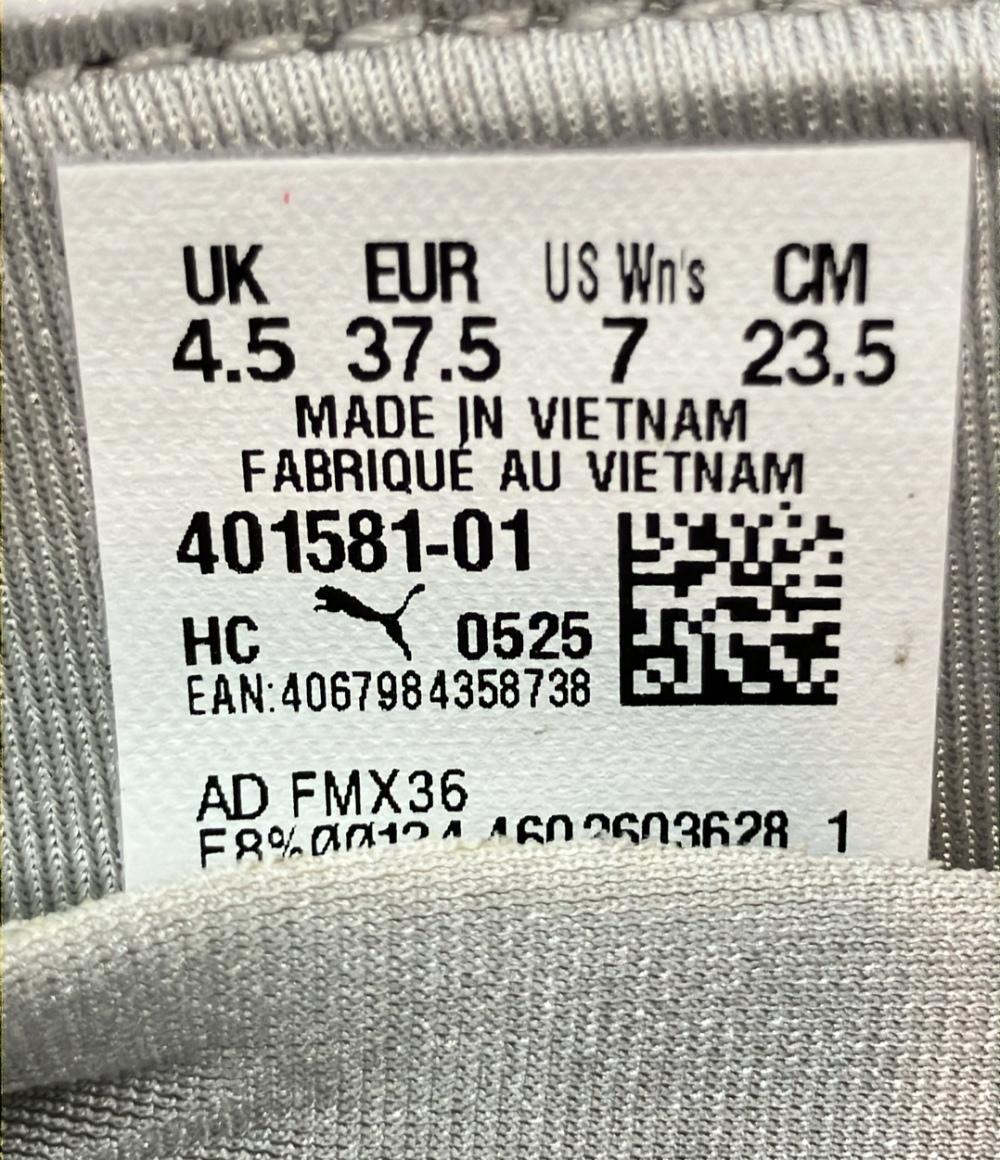 UK EUR US Wn's CM
4.5 37.5 7 23.5
MADE IN VIETNAM
FABRIQUÉ AU VIETNAM
401581-01
HC 0525
EAN:4067984358738
AD FMX36
1